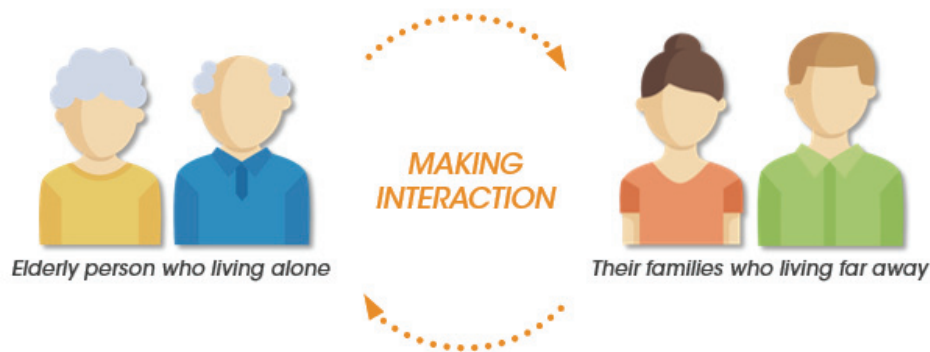 MAKING
INTERACTION
Elderly person who living alone
Their families who living far away